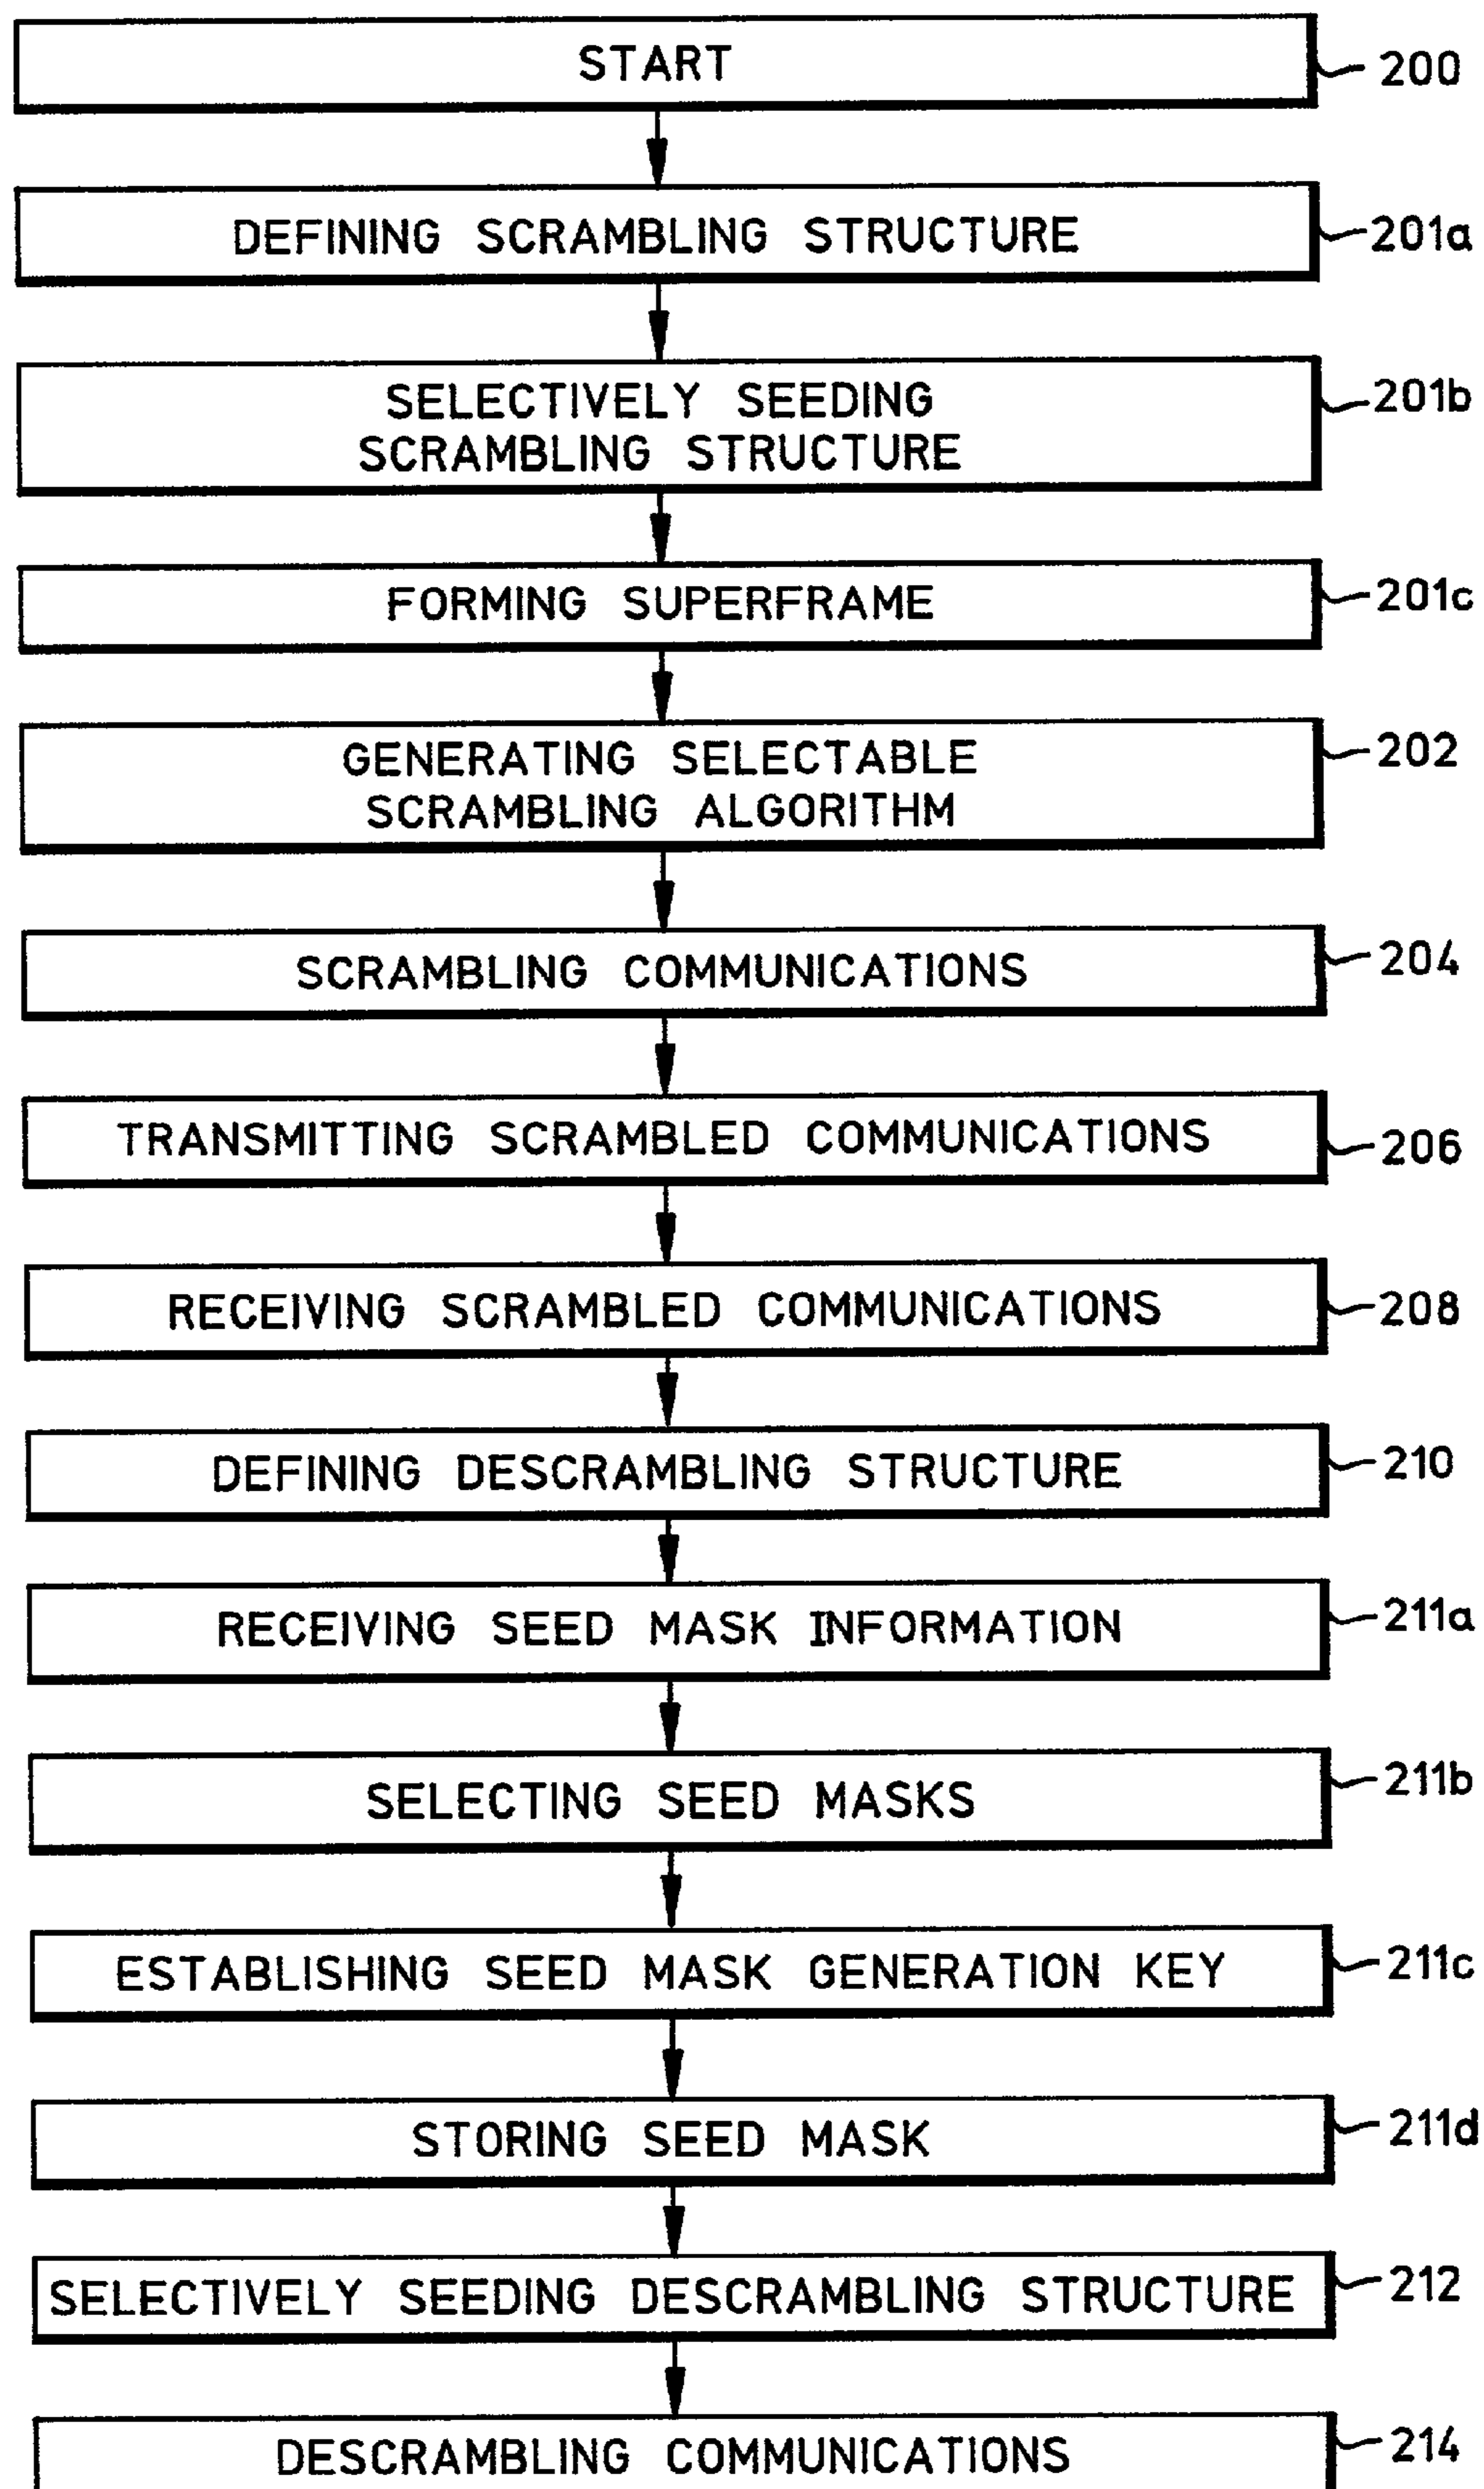 START
200
DEFINING SCRAMBLING STRUCTURE
201a
SELECTIVELY SEEDING
SCRAMBLING STRUCTURE
201b
FORMING SUPERFRAME
201c
GENERATING SELECTABLE
SCRAMBLING ALGORITHM
202
SCRAMBLING COMMUNICATIONS
204
TRANSMITTING SCRAMBLED COMMUNICATIONS
206
RECEIVING SCRAMBLED COMMUNICATIONS
208
DEFINING DESCRAMBLING STRUCTURE
210
RECEIVING SEED MASK INFORMATION
211a
SELECTING SEED MASKS
211b
ESTABLISHING SEED MASK GENERATION KEY
211c
STORING SEED MASK
211d
SELECTIVELY SEEDING DESCRAMBLING STRUCTURE
212
DESCRAMBLING COMMUNICATIONS
214